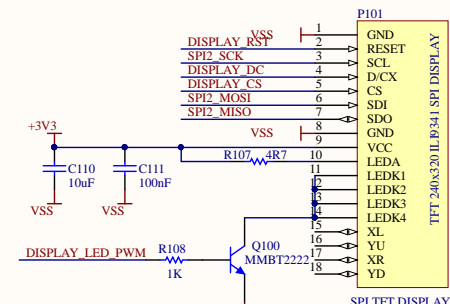 P101
VSS 1 GND
DISPLAY_RST 2 RESET
SPI2_SCK 3 SCL
DISPLAY_DC 4 D/CX
DISPLAY_CS 5 CS
SPI2_MOSI 6 SDI
SPI2_MISO 7 SDO
VSS 8 GND
+3V3 9 VCC
R107 4R7 10 LEDA
11 LEDK1
12 LEDK2
13 LEDK3
14 LEDK4
15 XL
16 YU
17 XR
18 YD
TFT 240x320 ILI9341 SPI DISPLAY
C110
10uF
C111
100nF
VSS
VSS
DISPLAY_LED_PWM
R108
1K
Q100
MMBT2222
SPI TFT DISPLAY